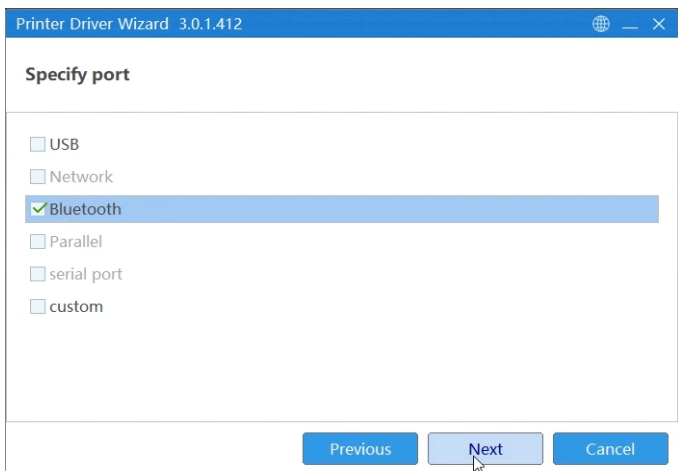 Printer Driver Wizard 3.0.1.412
Specify port
USB
Network
Bluetooth
Parallel
serial port
custom
Previous Next Cancel